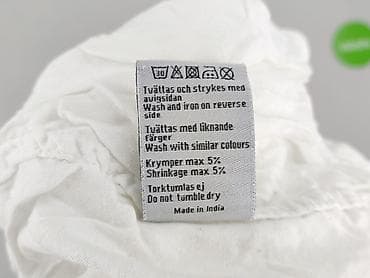 30
Tvättas och strykes med
avigsidan
Wash and iron on reverse
side
Tvättas med liknande
färger
Wash with similar colours
Krymper max 5%
Shrinkage max 5%
Torktumlas ej
Do not tumble dry
Made in India